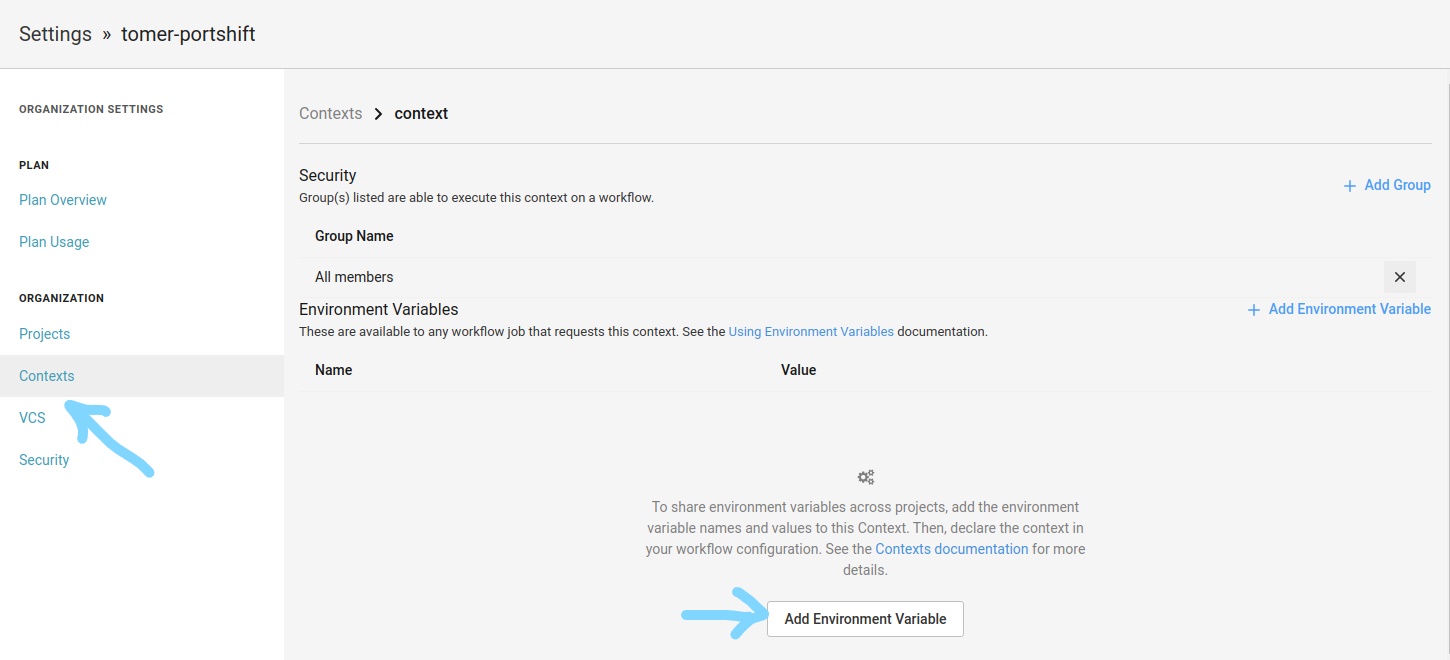 Settings » tomer-portshift
ORGANIZATION SETTINGS
PLAN
Plan Overview
Plan Usage
ORGANIZATION
Projects
Contexts
VCS
Security
Contexts > context
Security
Group(s) listed are able to execute this context on a workflow.
+ Add Group
Group Name
All members
Environment Variables
These are available to any workflow job that requests this context. See the Using Environment Variables documentation.
+ Add Environment Variable
Name Value
To share environment variables across projects, add the environment
variable names and values to this Context. Then, declare the context in
your workflow configuration. See the Contexts documentation for more
details.
Add Environment Variable